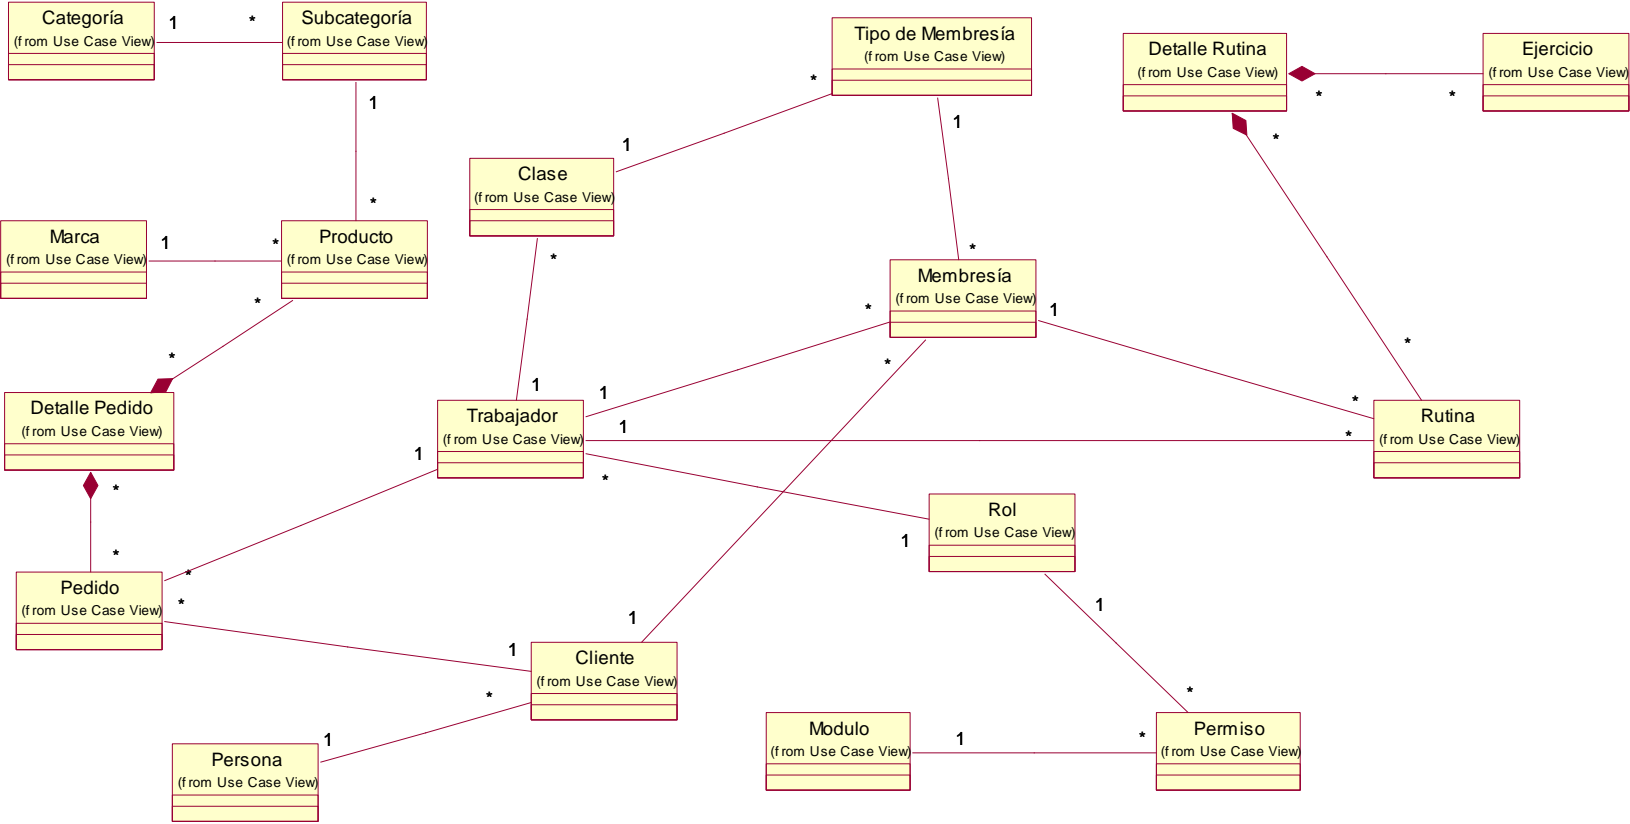 Categoría
(from Use Case View)
1
*
Subcategoría
(from Use Case View)
Tipo de Membresía
(from Use Case View)
Detalle Rutina
(from Use Case View)
*
*
Ejercicio
(from Use Case View)
1
*
1
*
1
*
Clase
(from Use Case View)
*
Marca
(from Use Case View)
1
*
Producto
(from Use Case View)
*
*
*
Membresía
(from Use Case View)
*
1
*
*
*
Detalle Pedido
(from Use Case View)
1
1
*
Trabajador
(from Use Case View)
1
*
Rutina
(from Use Case View)
1
*
*
Rol
(from Use Case View)
1
*
*
Pedido
(from Use Case View)
*
1
1
1
Cliente
(from Use Case View)
*
*
1
Persona
(from Use Case View)
Modulo
(from Use Case View)
1
*
Permiso
(from Use Case View)